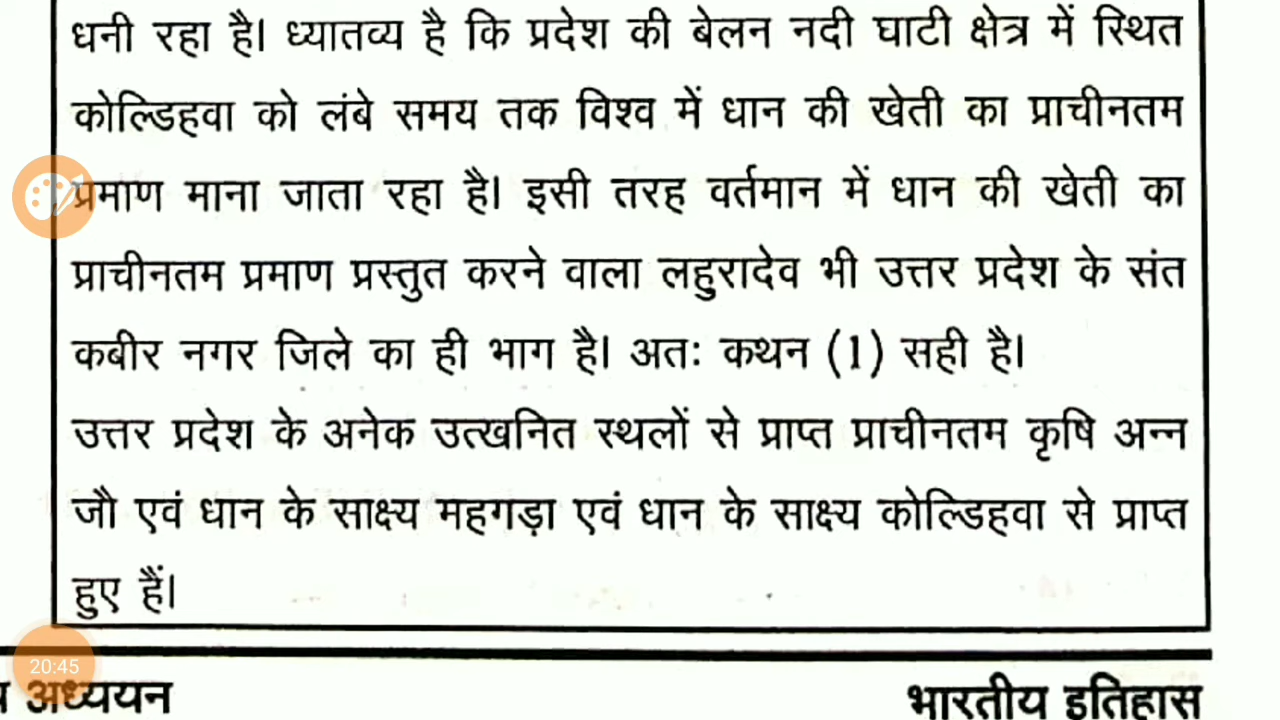 धनी रहा है। ध्यातव्य है कि प्रदेश की बेलन नदी घाटी क्षेत्र में स्थित
कोल्डिहवा को लंबे समय तक विश्व में धान की खेती का प्राचीनतम
प्रमाण माना जाता रहा है। इसी तरह वर्तमान में धान की खेती का
प्राचीनतम प्रमाण प्रस्तुत करने वाला लहुरादेव भी उत्तर प्रदेश के संत
कबीर नगर जिले का ही भाग है। अतः कथन (1) सही है।
उत्तर प्रदेश के अनेक उत्खनित स्थलों से प्राप्त प्राचीनतम कृषि अन्न
जौ एवं धान के साक्ष्य महगड़ा एवं धान के साक्ष्य कोल्डिहवा से प्राप्त
हुए हैं।
20:45
अध्ययन भारतीय इतिहास